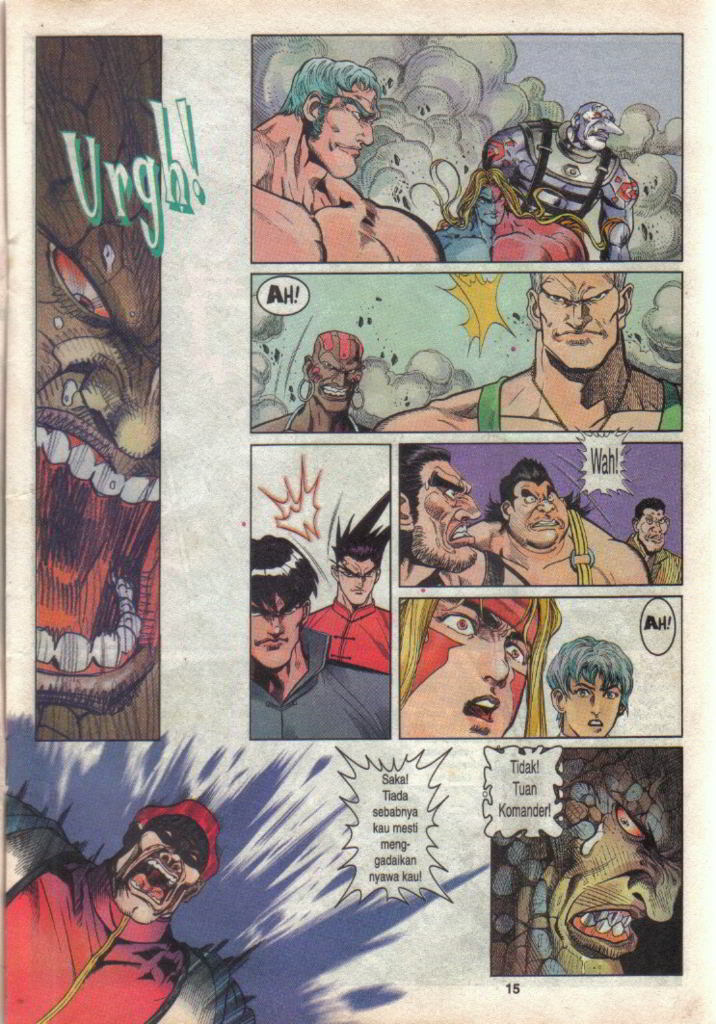 Urgh!
AH!
Wah!
AH!
Saka!
Tiada
sebabnya
kau mesti
meng-
gadaikan
nyawa kau!
Tidak!
Tuan
Komander!
15